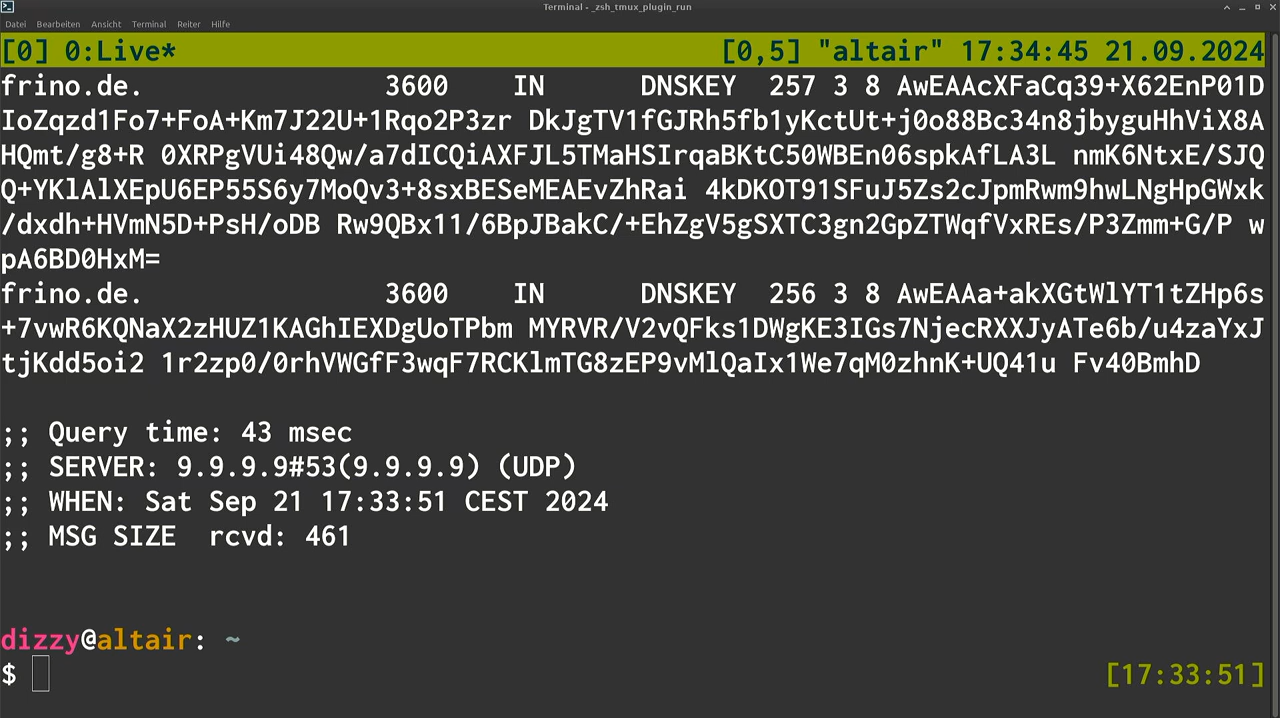 Terminal - _zsh_tmux_plugin_run
Datei Bearbeiten Ansicht Terminal Reiter Hilfe
[0] 0:Live* [0,5] "altair" 17:34:45 21.09.2024
frino.de. 3600 IN DNSKEY 257 3 8 AwEAAcXFaCq39+X62EnP01D
IoZqzd1Fo7+FoA+Km7J22U+1Rqo2P3zr DkJgTV1fGJRh5fb1yKctUt+j0o88Bc34n8jbyguHhViX8A
HQmt/g8+R 0XRPgVUi48Qw/a7dICQiAXFJL5TMaHSIrqaBKtC50WBEn06spkAfLA3L nmK6NtxE/SJQ
Q+YKlAlXEpU6EP55S6y7MoQv3+8sxBESeMEAEvZhRai 4kDKOT91SFuJ5Zs2cJpmRwm9hwLNgHpGWxk
/dxdh+HVmN5D+PsH/oDB Rw9QBx11/6BpJBakC/+EhZgV5gSXTC3gn2GpZTWqfVxREs/P3Zmm+G/P w
pA6BD0HxM=
frino.de. 3600 IN DNSKEY 256 3 8 AwEAAa+akXGtWlYT1tZHp6s
+7vwR6KQNaX2zHUZ1KAGhIEXDgUoTPbm MYRVR/V2vQFks1DWgKE3IGs7NjecRXXJyATe6b/u4zaYxJ
tjKdd5oi2 1r2zp0/0rhVWGfF3wqF7RCKlmTG8zEP9vMlQaIx1We7qM0zhnK+UQ41u Fv40BmhD
;; Query time: 43 msec
;; SERVER: 9.9.9.9#53(9.9.9.9) (UDP)
;; WHEN: Sat Sep 21 17:33:51 CEST 2024
;; MSG SIZE  rcvd: 461
dizzy@altair: ~
$ [17:33:51]